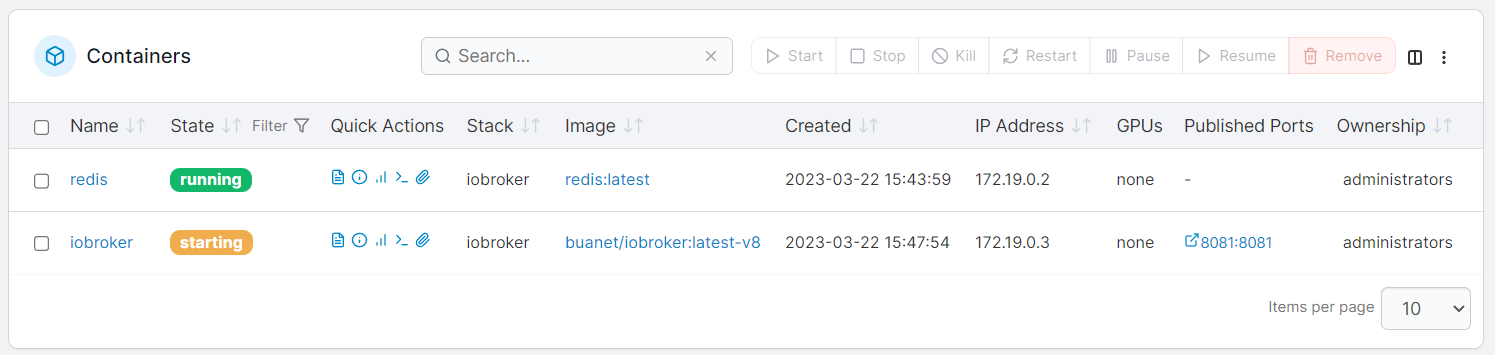 Containers Search... Start Stop Kill Restart Pause Resume Remove
Name State Filter Quick Actions Stack Image Created IP Address GPUs Published Ports Ownership
redis running iobroker redis:latest 2023-03-22 15:43:59 172.19.0.2 none - administrators
iobroker starting iobroker buanet/iobroker:latest-v8 2023-03-22 15:47:54 172.19.0.3 none 8081:8081 administrators
Items per page 10